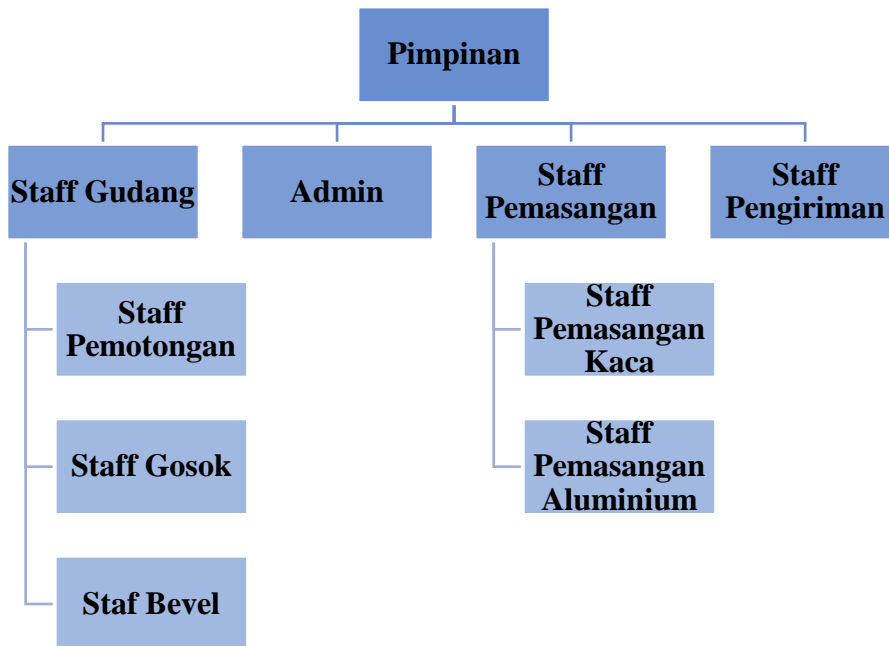 Pimpinan
Staff Gudang
Admin
Staff
Pemasangan
Staff
Pengiriman
Staff
Pemotongan
Staff Gosok
Staf Bevel
Staff
Pemasangan
Kaca
Staff
Pemasangan
Aluminium